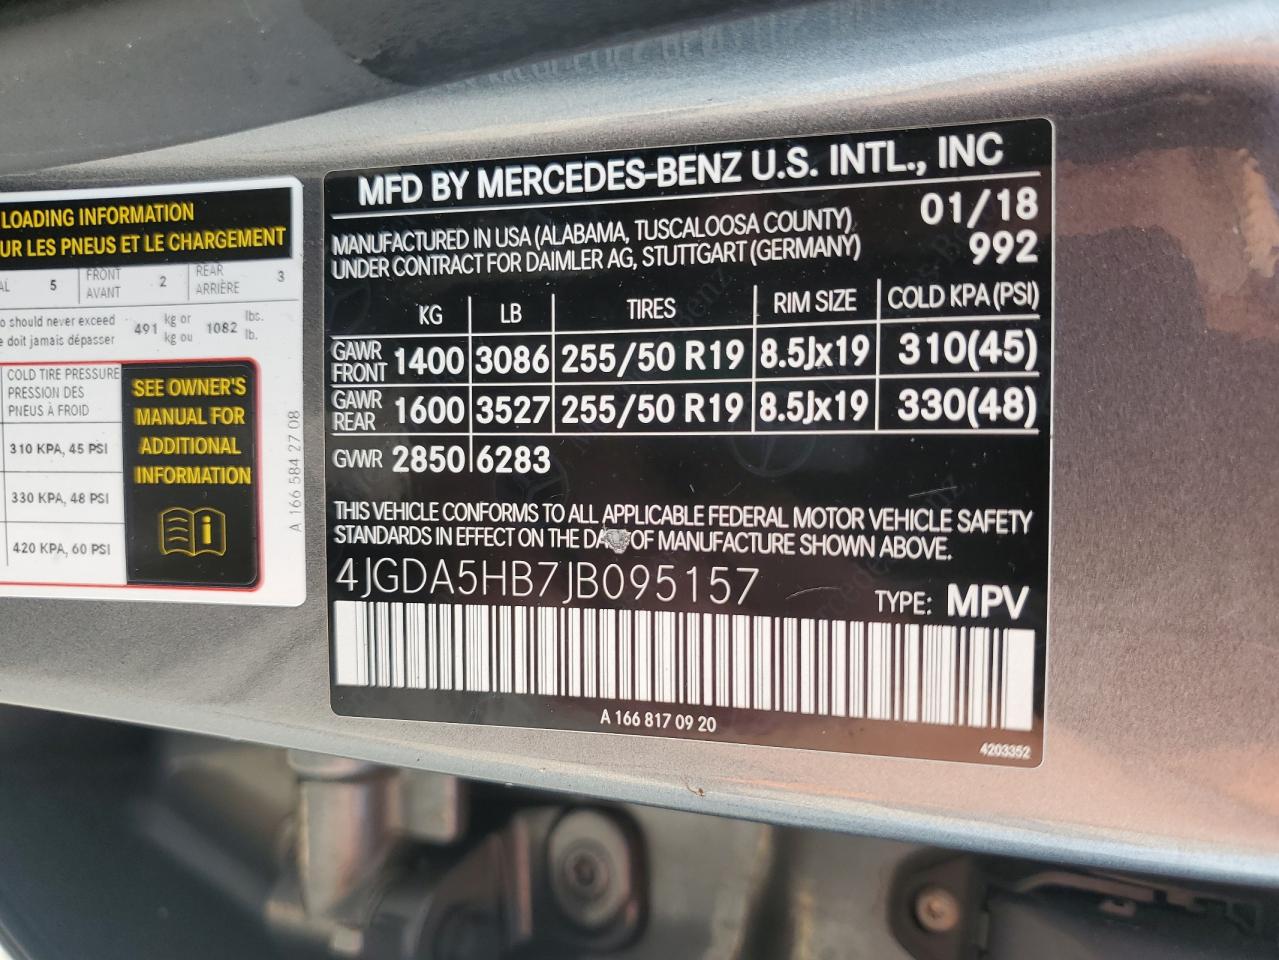 LOADING INFORMATION
UR LES PNEUS ET LE CHARGEMENT
AL 5 FRONT AVANT 2 REAR ARRIÈRE 3
o should never exceed 491 kg or 1082 lbs.
e doit jamais dépasser kg ou lb.
COLD TIRE PRESSURE
PRESSION DES
PNEUS À FROID
310 KPA, 45 PSI
330 KPA, 48 PSI
420 KPA, 60 PSI
SEE OWNER'S
MANUAL FOR
ADDITIONAL
INFORMATION
A 166 584 27 08
MFD BY MERCEDES-BENZ U.S. INTL., INC
MANUFACTURED IN USA (ALABAMA, TUSCALOOSA COUNTY) 01/18
UNDER CONTRACT FOR DAIMLER AG, STUTTGART (GERMANY) 992
KG LB TIRES RIM SIZE COLD KPA (PSI)
GAWR FRONT 1400 3086 255/50 R19 8.5Jx19 310(45)
GAWR REAR 1600 3527 255/50 R19 8.5Jx19 330(48)
GVWR 2850 6283
THIS VEHICLE CONFORMS TO ALL APPLICABLE FEDERAL MOTOR VEHICLE SAFETY
STANDARDS IN EFFECT ON THE DA OF MANUFACTURE SHOWN ABOVE.
4JGDA5HB7JB095157 TYPE: MPV
A 166 817 09 20
4203352